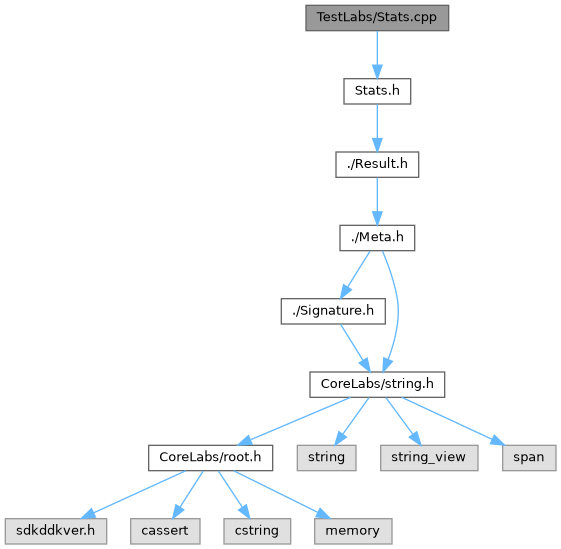 TestLabs/Stats.cpp
Stats.h
./Result.h
./Meta.h
./Signature.h
CoreLabs/string.h
CoreLabs/root.h
string
string_view
span
sdkddkver.h
cassert
cstring
memory